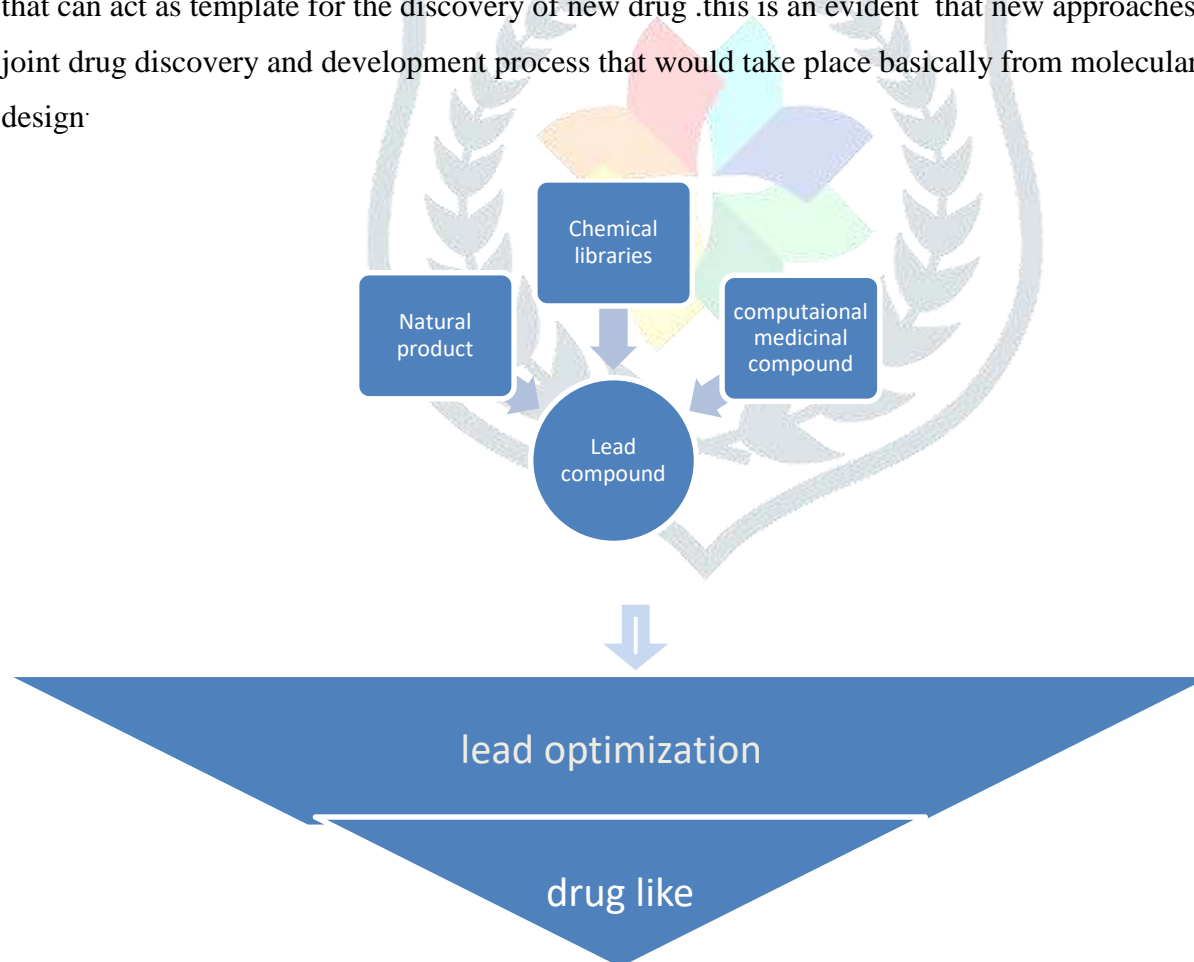 that can act as template for the discovery of new drug .this is an evident  that new approaches
joint drug discovery and development process that would take place basically from molecular
design.
Chemical
libraries
Natural
product
computaional
medicinal
compound
Lead
compound
lead optimization
drug like